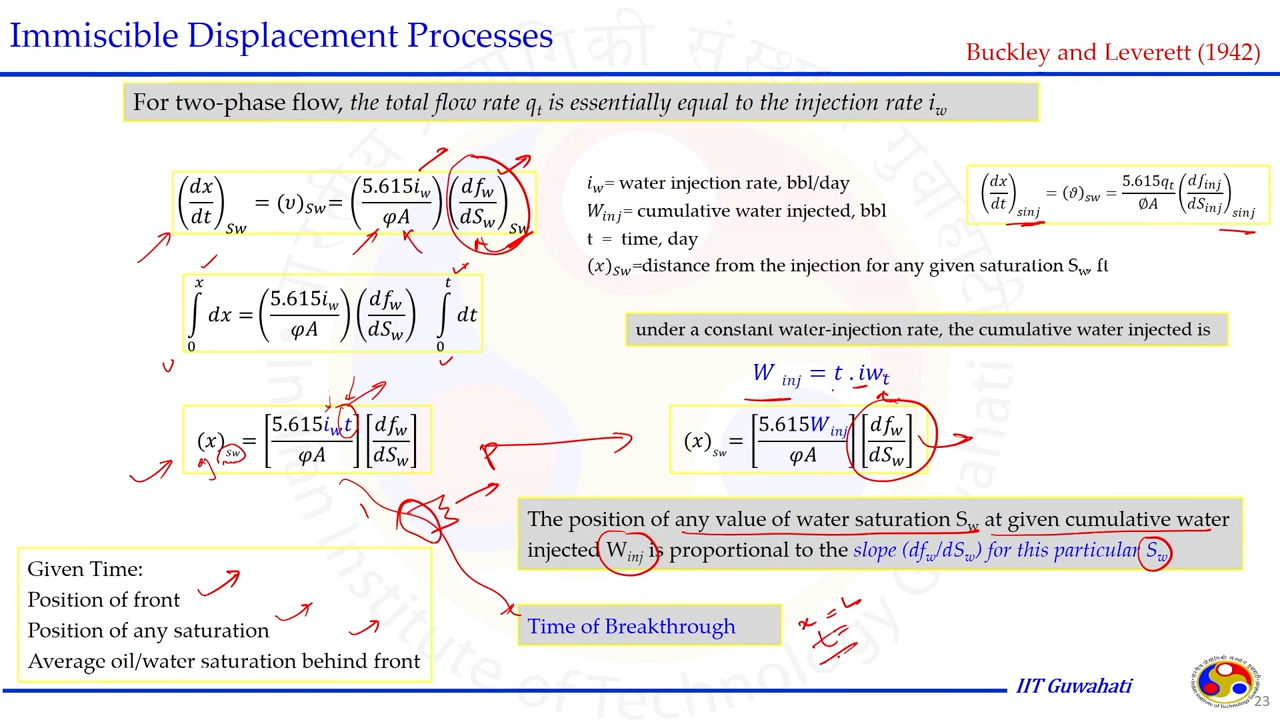 Immiscible Displacement Processes
Buckley and Leverett (1942)
For two-phase flow, the total flow rate qt is essentially equal to the injection rate iw
(dx/dt)Sw = (υ)Sw= (5.615iw/φA)(dfw/dSw)Sw
iw= water injection rate, bbl/day
Winj= cumulative water injected, bbl
t = time, day
(x)Sw=distance from the injection for any given saturation Sw, ft
(dx/dt)sinj = (ϑ)sw = 5.615qt/∅A (dfinj/dSinj)sinj
∫0x dx = (5.615iw/φA)(dfw/dSw) ∫0t dt
under a constant water-injection rate, the cumulative water injected is
W inj = t . iwt
(x)sw = [5.615iwt/φA][dfw/dSw]
(x)sw = [5.615Winj/φA][dfw/dSw]
P
The position of any value of water saturation Sw at given cumulative water
injected Winj is proportional to the slope (dfw/dSw) for this particular Sw
Given Time:
Position of front
Position of any saturation
Average oil/water saturation behind front
Time of Breakthrough
x = L
t =
IIT Guwahati
23